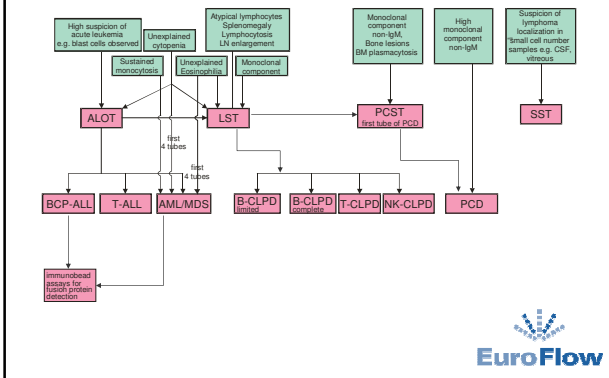 High suspicion of
acute leukemia
e.g. blast cells observed
Unexplained
cytopenia
Atypical lymphocytes
Splenomegaly
Lymphocytosis
LN enlargement
Monoclonal
component
non-IgM,
Bone lesions
BM plasmacytosis
High
monoclonal
component
non-IgM
Suspicion of
lymphoma
localization in
"small cell number
samples e.g. CSF,
vitreous
Sustained
monocytosis
Unexplained
Eosinophilia
Monoclonal
component
ALOT
LST
PCST
first tube of PCD
SST
first
4 tubes
first
4 tubes
BCP-ALL
T-ALL
AML/MDS
B-CLPD
limited
B-CLPD
complete
T-CLPD
NK-CLPD
PCD
immunobead
assays for
fusion protein
detection
EuroFlow